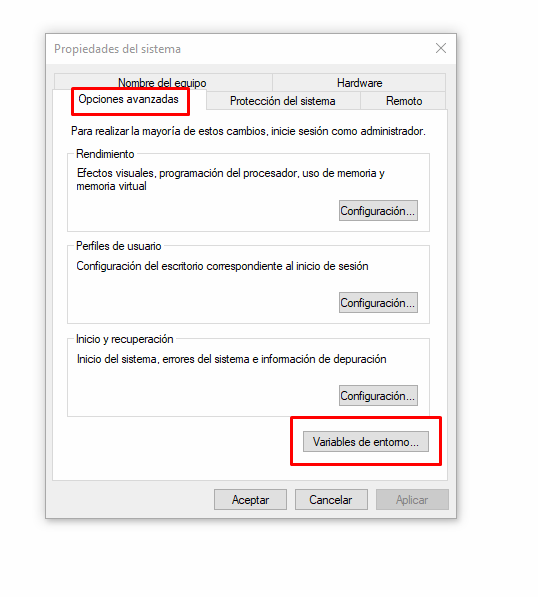 Propiedades del sistema
Nombre del equipo
Hardware
Opciones avanzadas
Protección del sistema
Remoto
Para realizar la mayoría de estos cambios, inicie sesión como administrador.
Rendimiento
Efectos visuales, programación del procesador, uso de memoria y
memoria virtual
Configuración...
Perfiles de usuario
Configuración del escritorio correspondiente al inicio de sesión
Configuración...
Inicio y recuperación
Inicio del sistema, errores del sistema e información de depuración
Configuración...
Variables de entorno...
Aceptar
Cancelar
Aplicar